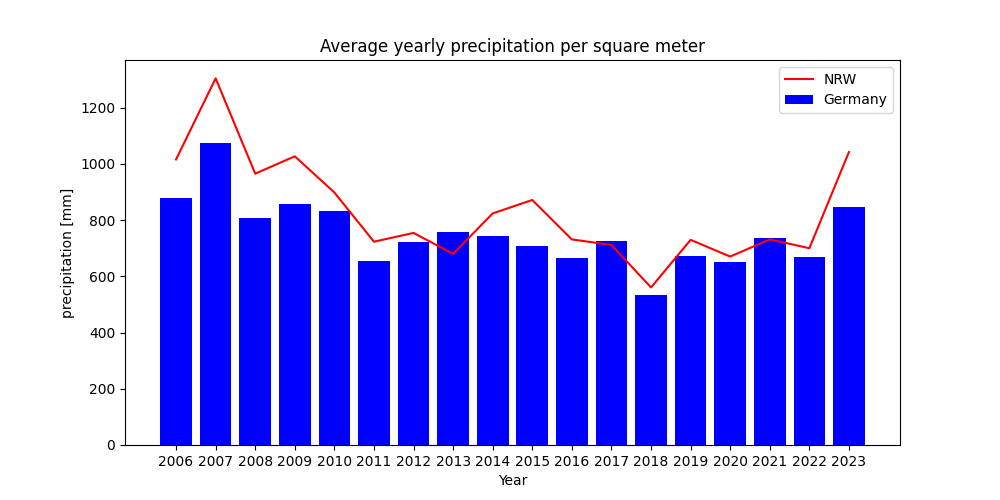 Average yearly precipitation per square meter
NRW
Germany
1200
1000
800
600
400
200
0
precipitation [mm]
2006 2007 2008 2009 2010 2011 2012 2013 2014 2015 2016 2017 2018 2019 2020 2021 2022 2023
Year